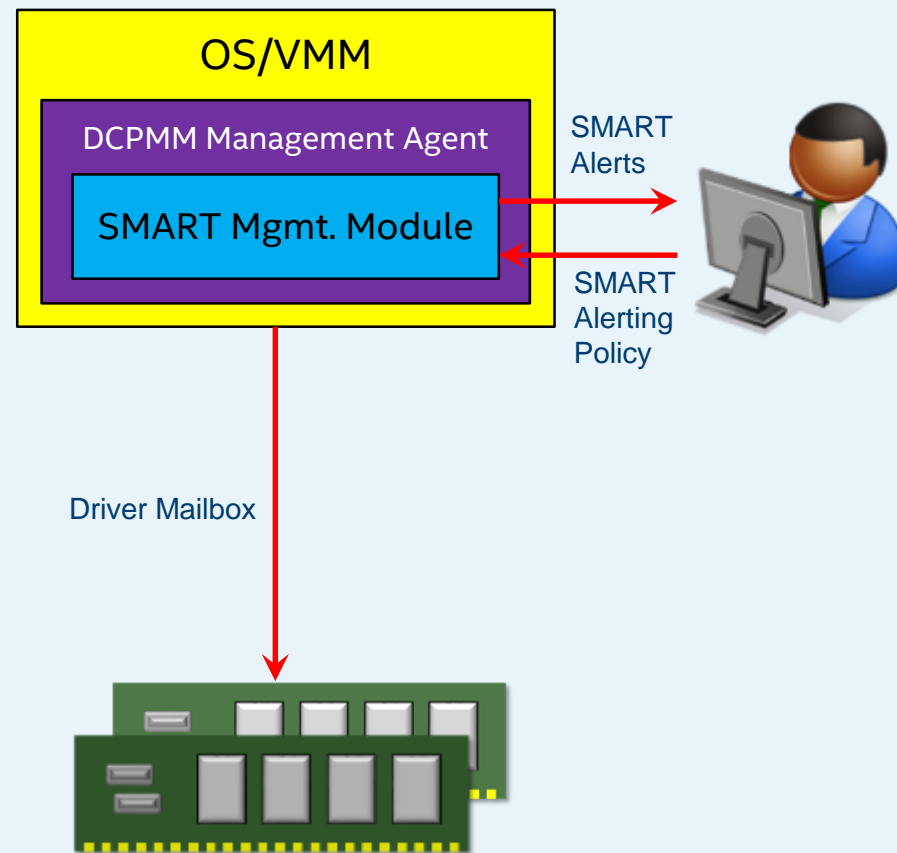 OS/VMM
DCPMM Management Agent
SMART Mgmt. Module
SMART
Alerts
SMART
Alerting
Policy
Driver Mailbox